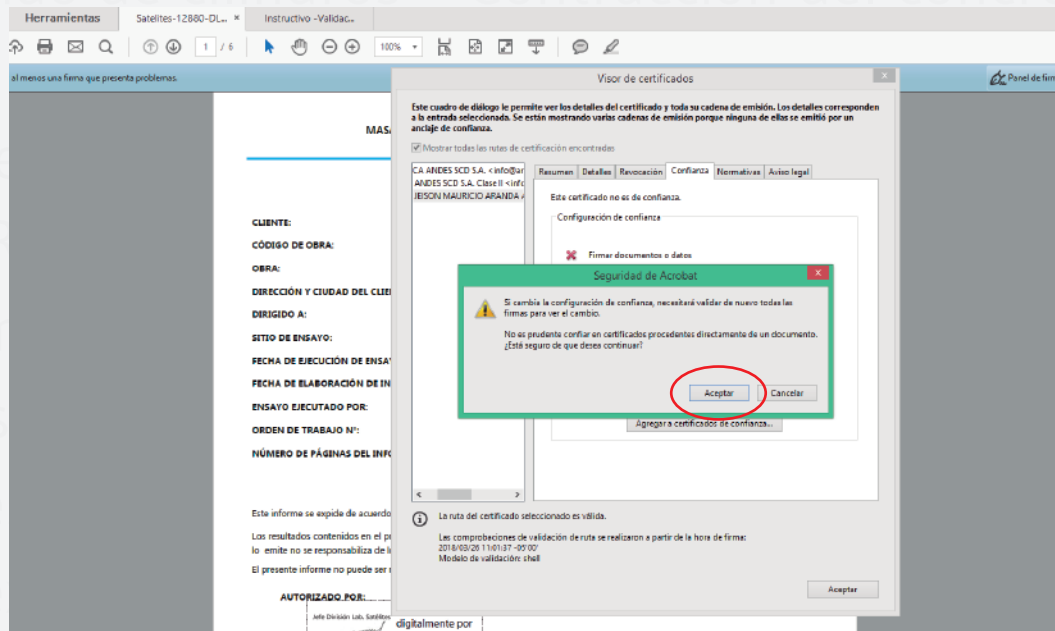 Herramientas
Satelites-12880-DL... ×
Instructivo -Validac...
1 / 6
100%
al menos una firma que presenta problemas.
Panel de firm
Visor de certificados
x
Este cuadro de diálogo le permite ver los detalles del certificado y toda su cadena de emisión. Los detalles corresponden
a la entrada seleccionada. Se están mostrando varias cadenas de emisión porque ninguna de ellas se emitió por un
anclaje de confianza.
Mostrar todas las rutas de certificación encontradas
CA ANDES SCD S.A. <info@ar
ANDES SCD S.A. Clase II <info
JEISON MAURICIO ARANDA A
Resumen Detalles Revocación Confianza Normativas Aviso legal
Este certificado no es de confianza.
Configuración de confianza
Firmar documentos o datos
Seguridad de Acrobat
x
Si cambia la configuración de confianza, necesitará validar de nuevo todas las
firmas para ver el cambio.
No es prudente confiar en certificados procedentes directamente de un documento.
¿Está seguro de que desea continuar?
Aceptar
Cancelar
Agregar a certificados de confianza...
La ruta del certificado seleccionado es válida.
Las comprobaciones de validación de ruta se realizaron a partir de la hora de firma:
2018/03/26 11:01:37 -05'00'
Modelo de validación: shell
Aceptar
MAS
CLIENTE:
CÓDIGO DE OBRA:
OBRA:
DIRECCIÓN Y CIUDAD DEL CLIE
DIRIGIDO A:
SITIO DE ENSAYO:
FECHA DE EJECUCIÓN DE ENSA
FECHA DE ELABORACIÓN DE IN
ENSAYO EJECUTADO POR:
ORDEN DE TRABAJO N°:
NÚMERO DE PÁGINAS DEL INFO
Este informe se expide de acuerdo
Los resultados contenidos en el p
lo emite no se responsabiliza de l
El presente informe no puede ser
AUTORIZADO POR:
Jefe División Lab. Satélites
digitalmente por